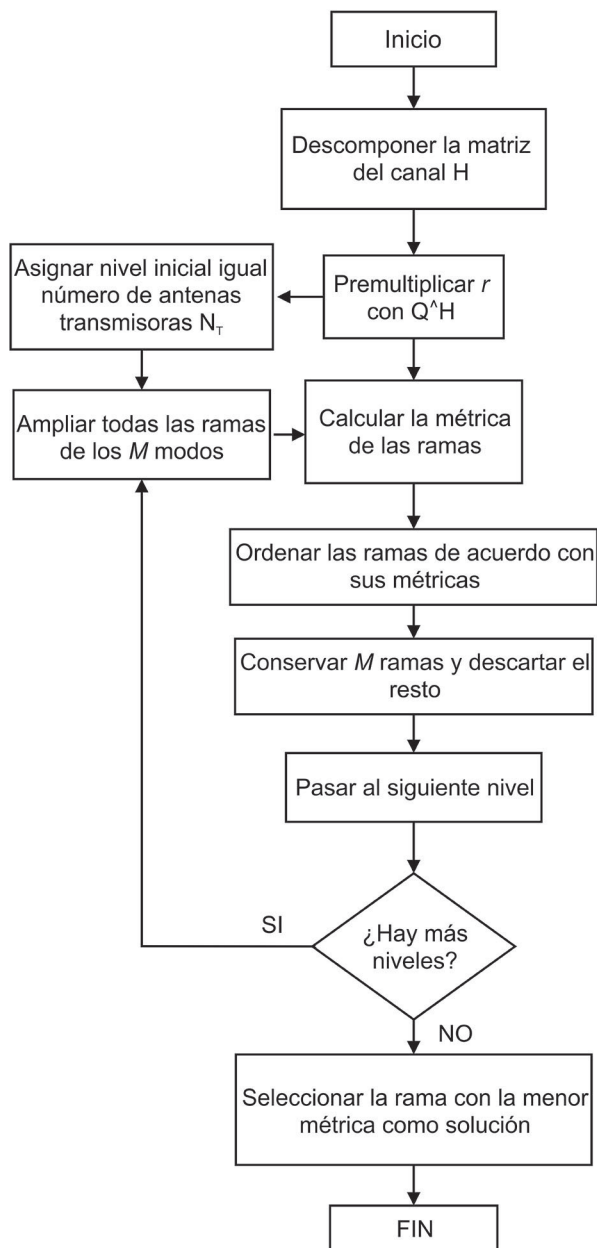 Inicio
Descomponer la matriz
del canal H
Asignar nivel inicial igual
número de antenas
transmisoras N_T
Premultiplicar r
con Q^H
Ampliar todas las ramas
de los M modos
Calcular la métrica
de las ramas
Ordenar las ramas de acuerdo con
sus métricas
Conservar M ramas y descartar el
resto
Pasar al siguiente nivel
SI
¿Hay más
niveles?
NO
Seleccionar la rama con la menor
métrica como solución
FIN